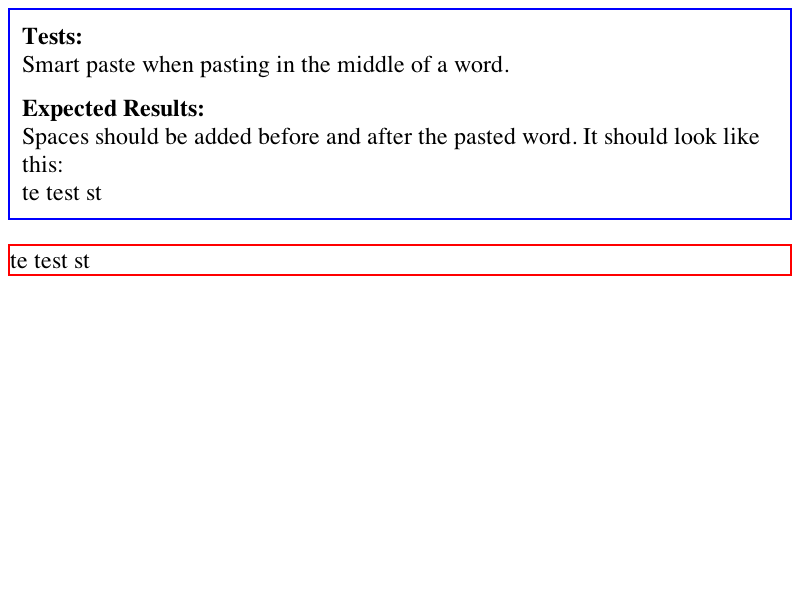 Tests:
Smart paste when pasting in the middle of a word.
Expected Results:
Spaces should be added before and after the pasted word. It should look like
this:
te test st
te test st